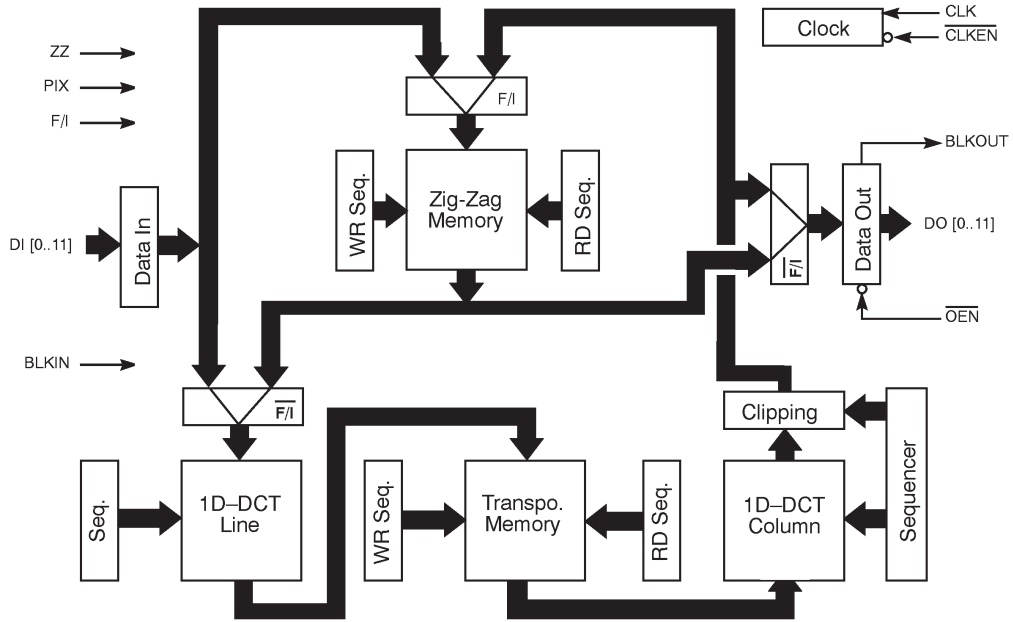 CLK
Clock
CLKEN
ZZ
PIX
F/I
F/I
BLKOUT
WR Seq.
Zig-Zag
Memory
RD Seq.
Data In
DI [0..11]
F/I
Data Out
DO [0..11]
OEN
BLKIN
F/I
Clipping
Seq.
1D–DCT
Line
WR Seq.
Transpo.
Memory
RD Seq.
1D–DCT
Column
Sequencer